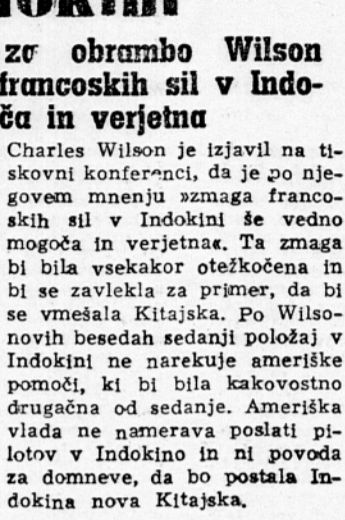 za obrambo Wilson
francoskih sil v Indo-
ča in verjetna
Charles Wilson je izjavil na ti-
skovni konferenci, da je po nje-
govem mnenju »zmaga franco-
skih sil v Indokini še vedno
mogoča in verjetna«. Ta zmaga
bi bila vsekakor otežkočena in
bi se zavlekla za primer, da bi
se vmešala Kitajska. Po Wilso-
novih besedah sedanji položaj v
Indokini ne narekuje ameriške
pomoči, ki bi bila kakovostno
drugačna od sedanje. Ameriška
vlada ne namerava poslati pi-
lotov v Indokino in ni povoda
za domneve, da bo postala In-
dokina nova Kitajska.